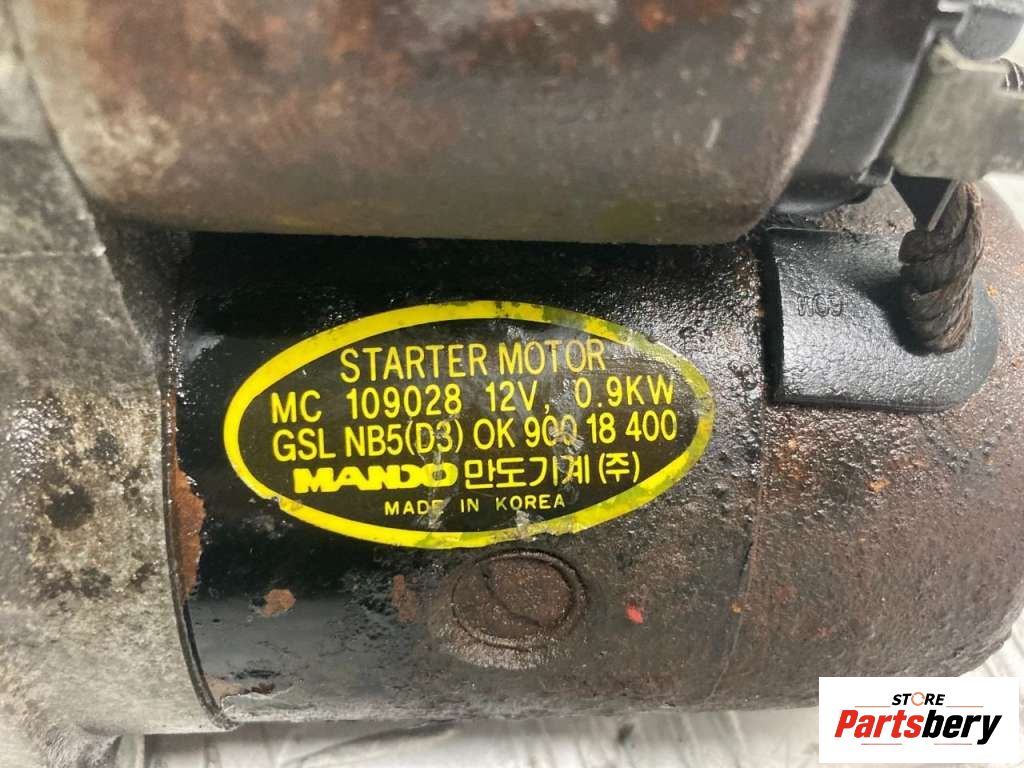 STARTER MOTOR
MC 109028 12V, 0.9KW
GSL NB5(D3) OK 900 18 400
MANDO 만도기계(주)
MADE IN KOREA
STORE
Partsbery